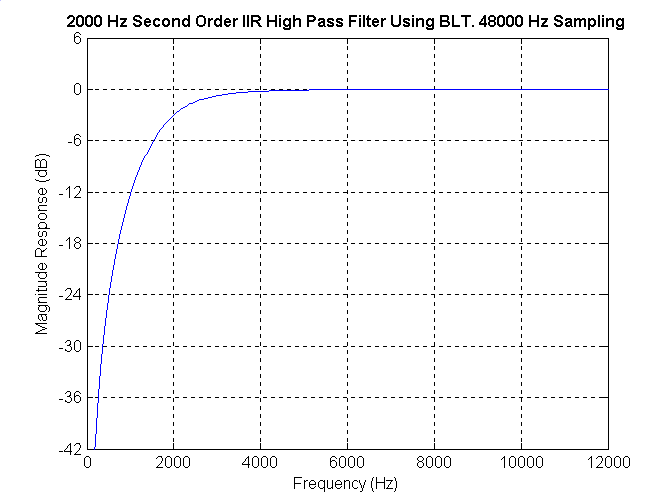 2000 Hz Second Order IIR High Pass Filter Using BLT. 48000 Hz Sampling
6
0
-6
-12
-18
-24
-30
-36
-42
Magnitude Response (dB)
0 2000 4000 6000 8000 10000 12000
Frequency (Hz)